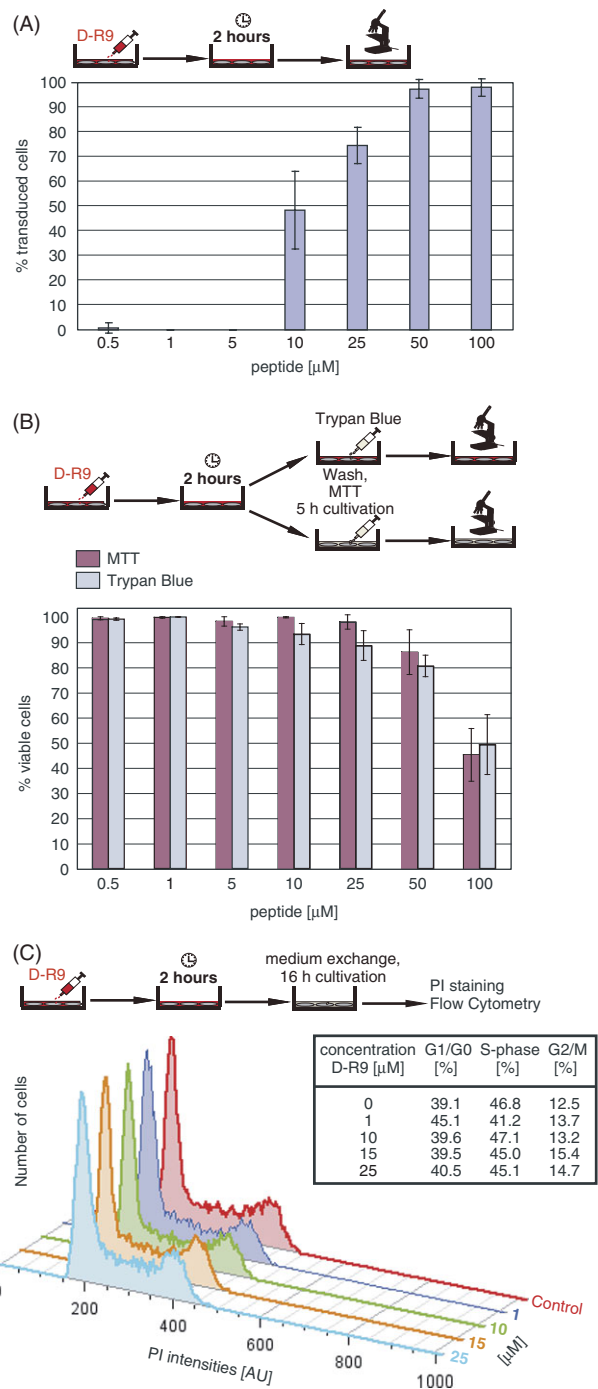 (A)
D-R9
2 hours
100
90
80
70
60
50
40
30
20
10
0
% transduced cells
0.5 1 5 10 25 50 100
peptide [µM]
(B)
D-R9
2 hours
Trypan Blue
Wash,
MTT
5 h cultivation
MTT
Trypan Blue
100
90
80
70
60
50
40
30
20
10
0
% viable cells
0.5 1 5 10 25 50 100
peptide [µM]
(C)
D-R9
2 hours
medium exchange,
16 h cultivation
PI staining
Flow Cytometry
concentration G1/G0 S-phase G2/M
D-R9 [µM] [%] [%] [%]
0 39.1 46.8 12.5
1 45.1 41.2 13.7
10 39.6 47.1 13.2
15 39.5 45.0 15.4
25 40.5 45.1 14.7
Number of cells
200 400 600 800 1000
PI intensities [AU]
Control
1
10
15
25
[µM]